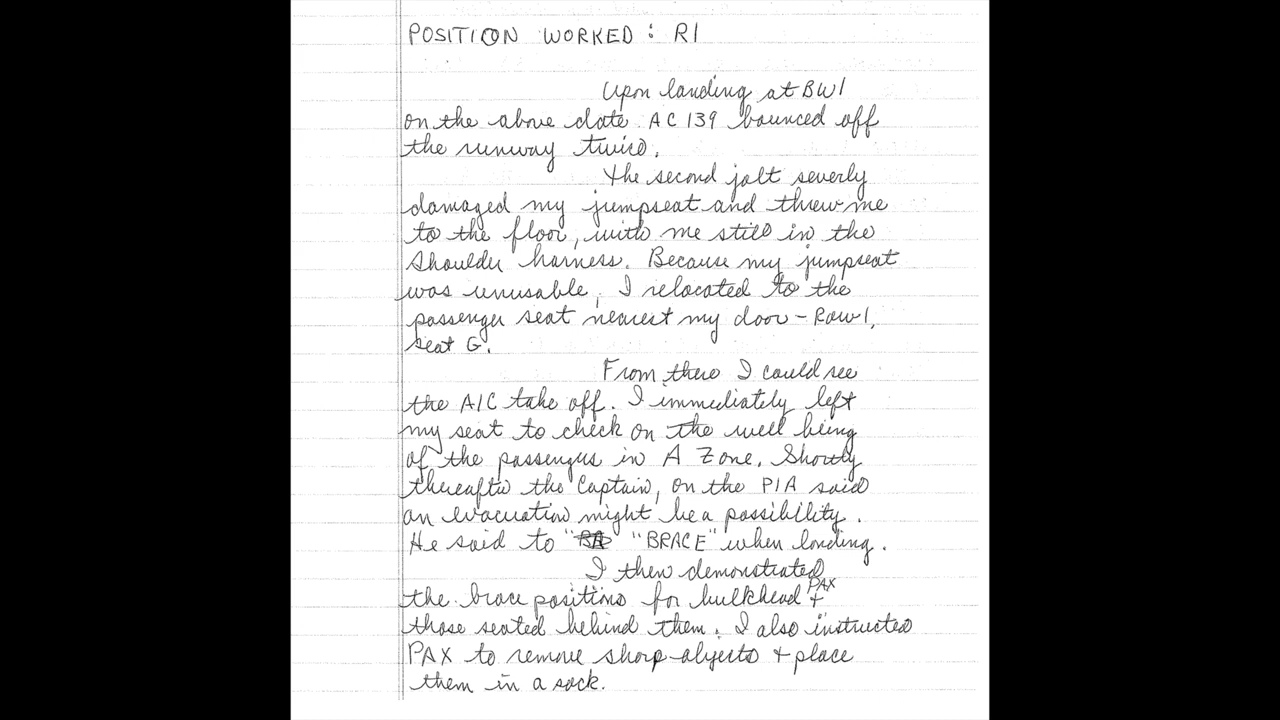 POSITION WORKED: R1
Upon landing at BWI
on the above date AC 139 bounced off
the runway twice.
The second jolt severly
damaged my jumpseat and threw me
to the floor, with me still in the
shoulder harness. Because my jumpseat
was unusable, I relocated to the
passenger seat nearest my door - Row 1,
seat G.
From there I could see
the A/C take off. I immediately left
my seat to check on the well being
of the passengers in A Zone. Shortly
thereafter the Captain, on the P/A said
an evacuation might be a possibility.
He said to "BRACE" when landing.
I then demonstrated
the brace positions for bulkhead PAX +
those seated behind them. I also instructed
PAX to remove sharp objects + place
them in a sock.